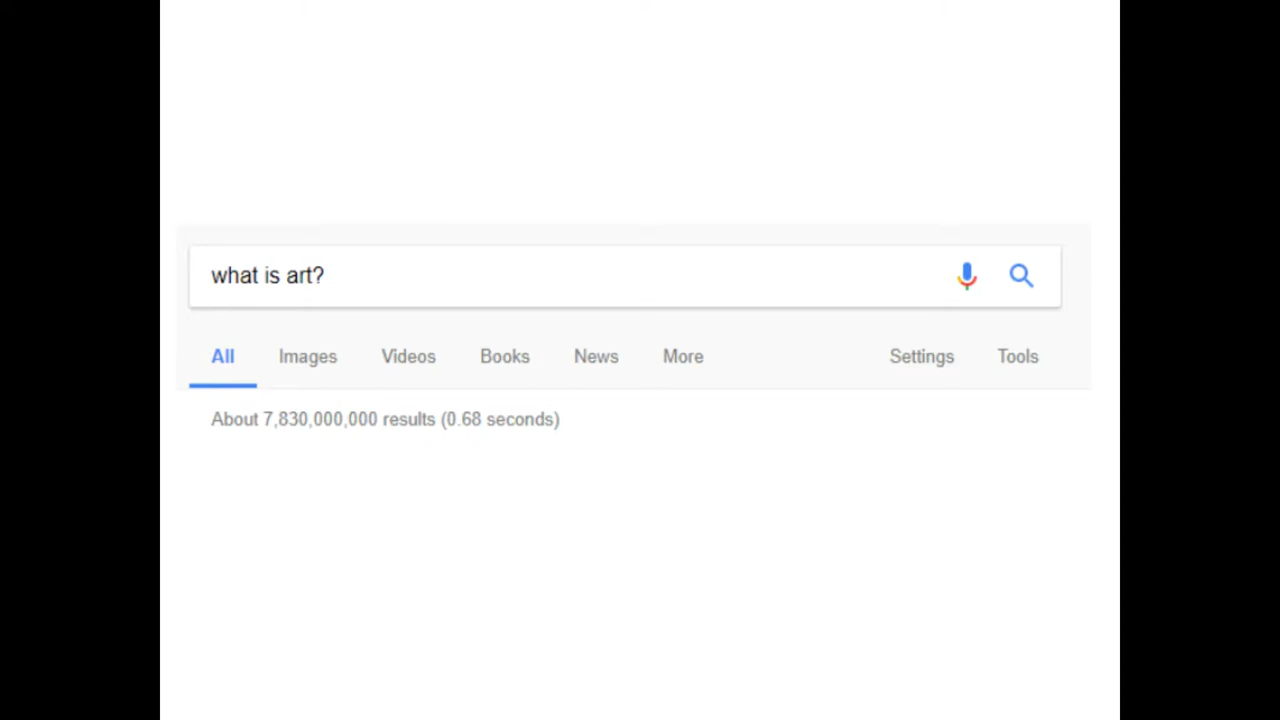 what is art?
All Images Videos Books News More Settings Tools
About 7,830,000,000 results (0.68 seconds)